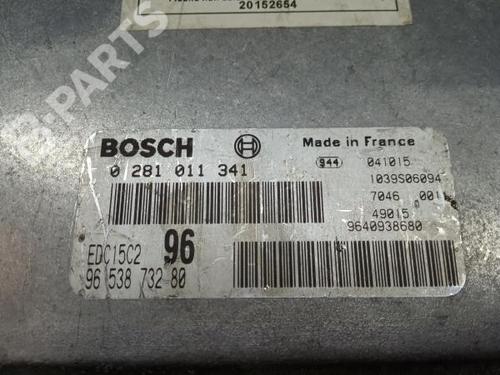 20152654
B-PARTS
BOSCH
Made in France
0 281 011 341
944 041015
1039S06094
7046 001
49015
9640938680
EDC15C2 96
96 538 732 80